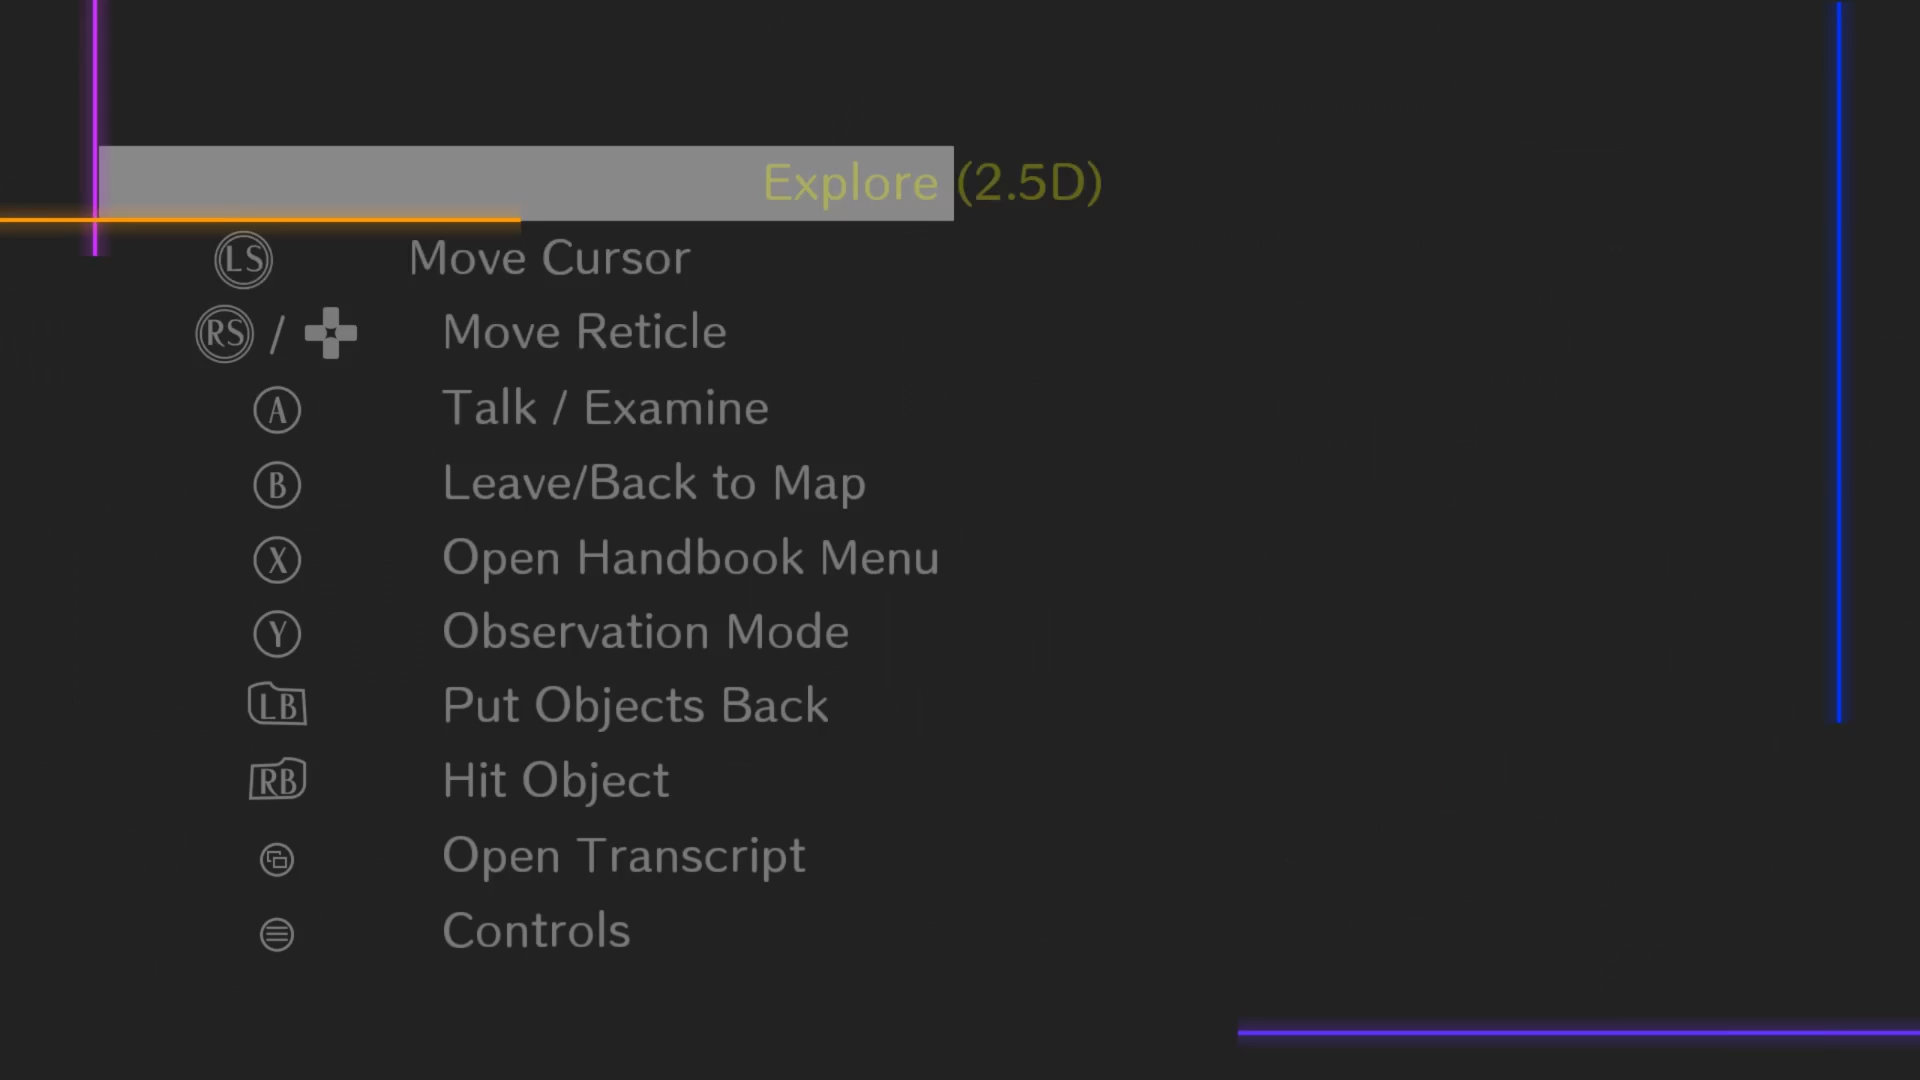 Explore (2.5D)
LS Move Cursor
RS / Move Reticle
A Talk / Examine
B Leave/Back to Map
X Open Handbook Menu
Y Observation Mode
LB Put Objects Back
RB Hit Object
Open Transcript
Controls